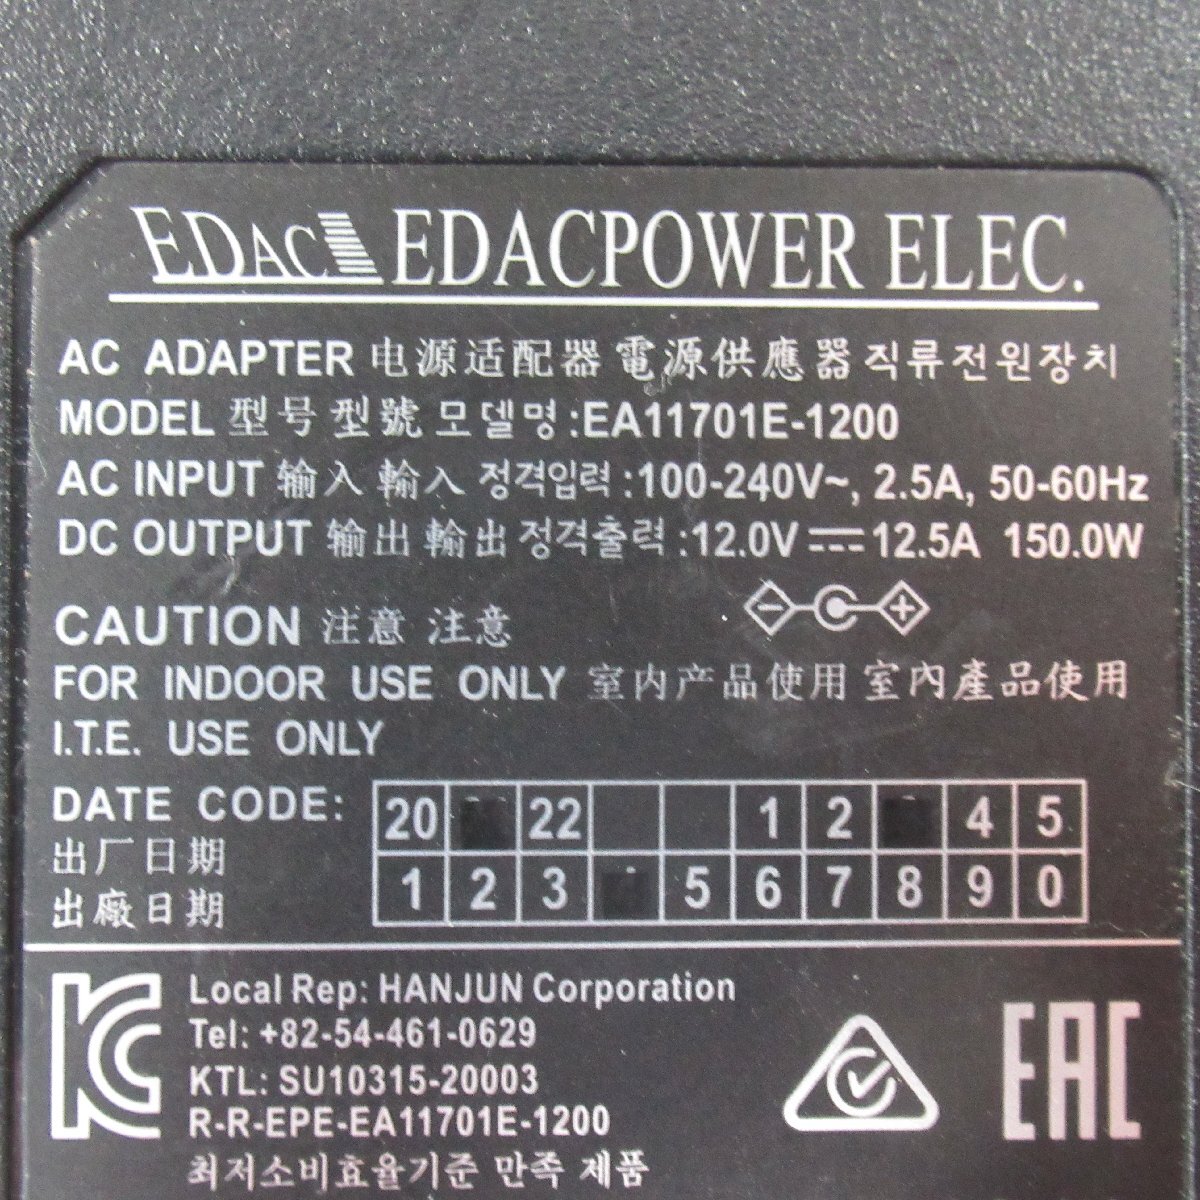 EDAC EDACPOWER ELEC.
AC ADAPTER 电源适配器 電源供應器 직류전원장치
MODEL 型号 型號 모델명:EA11701E-1200
AC INPUT 输入 輸入 정격입력:100-240V~, 2.5A, 50-60Hz
DC OUTPUT 输出 輸出 정격출력:12.0V ⎓ 12.5A 150.0W
CAUTION 注意 注意
FOR INDOOR USE ONLY 室内产品使用 室內產品使用
I.T.E. USE ONLY
DATE CODE: 20 22 1 2 4 5
出厂日期
出廠日期 1 2 3 5 6 7 8 9 0
Local Rep: HANJUN Corporation
Tel: +82-54-461-0629
KTL: SU10315-20003
R-R-EPE-EA11701E-1200
최저소비효율기준 만족 제품
EAC